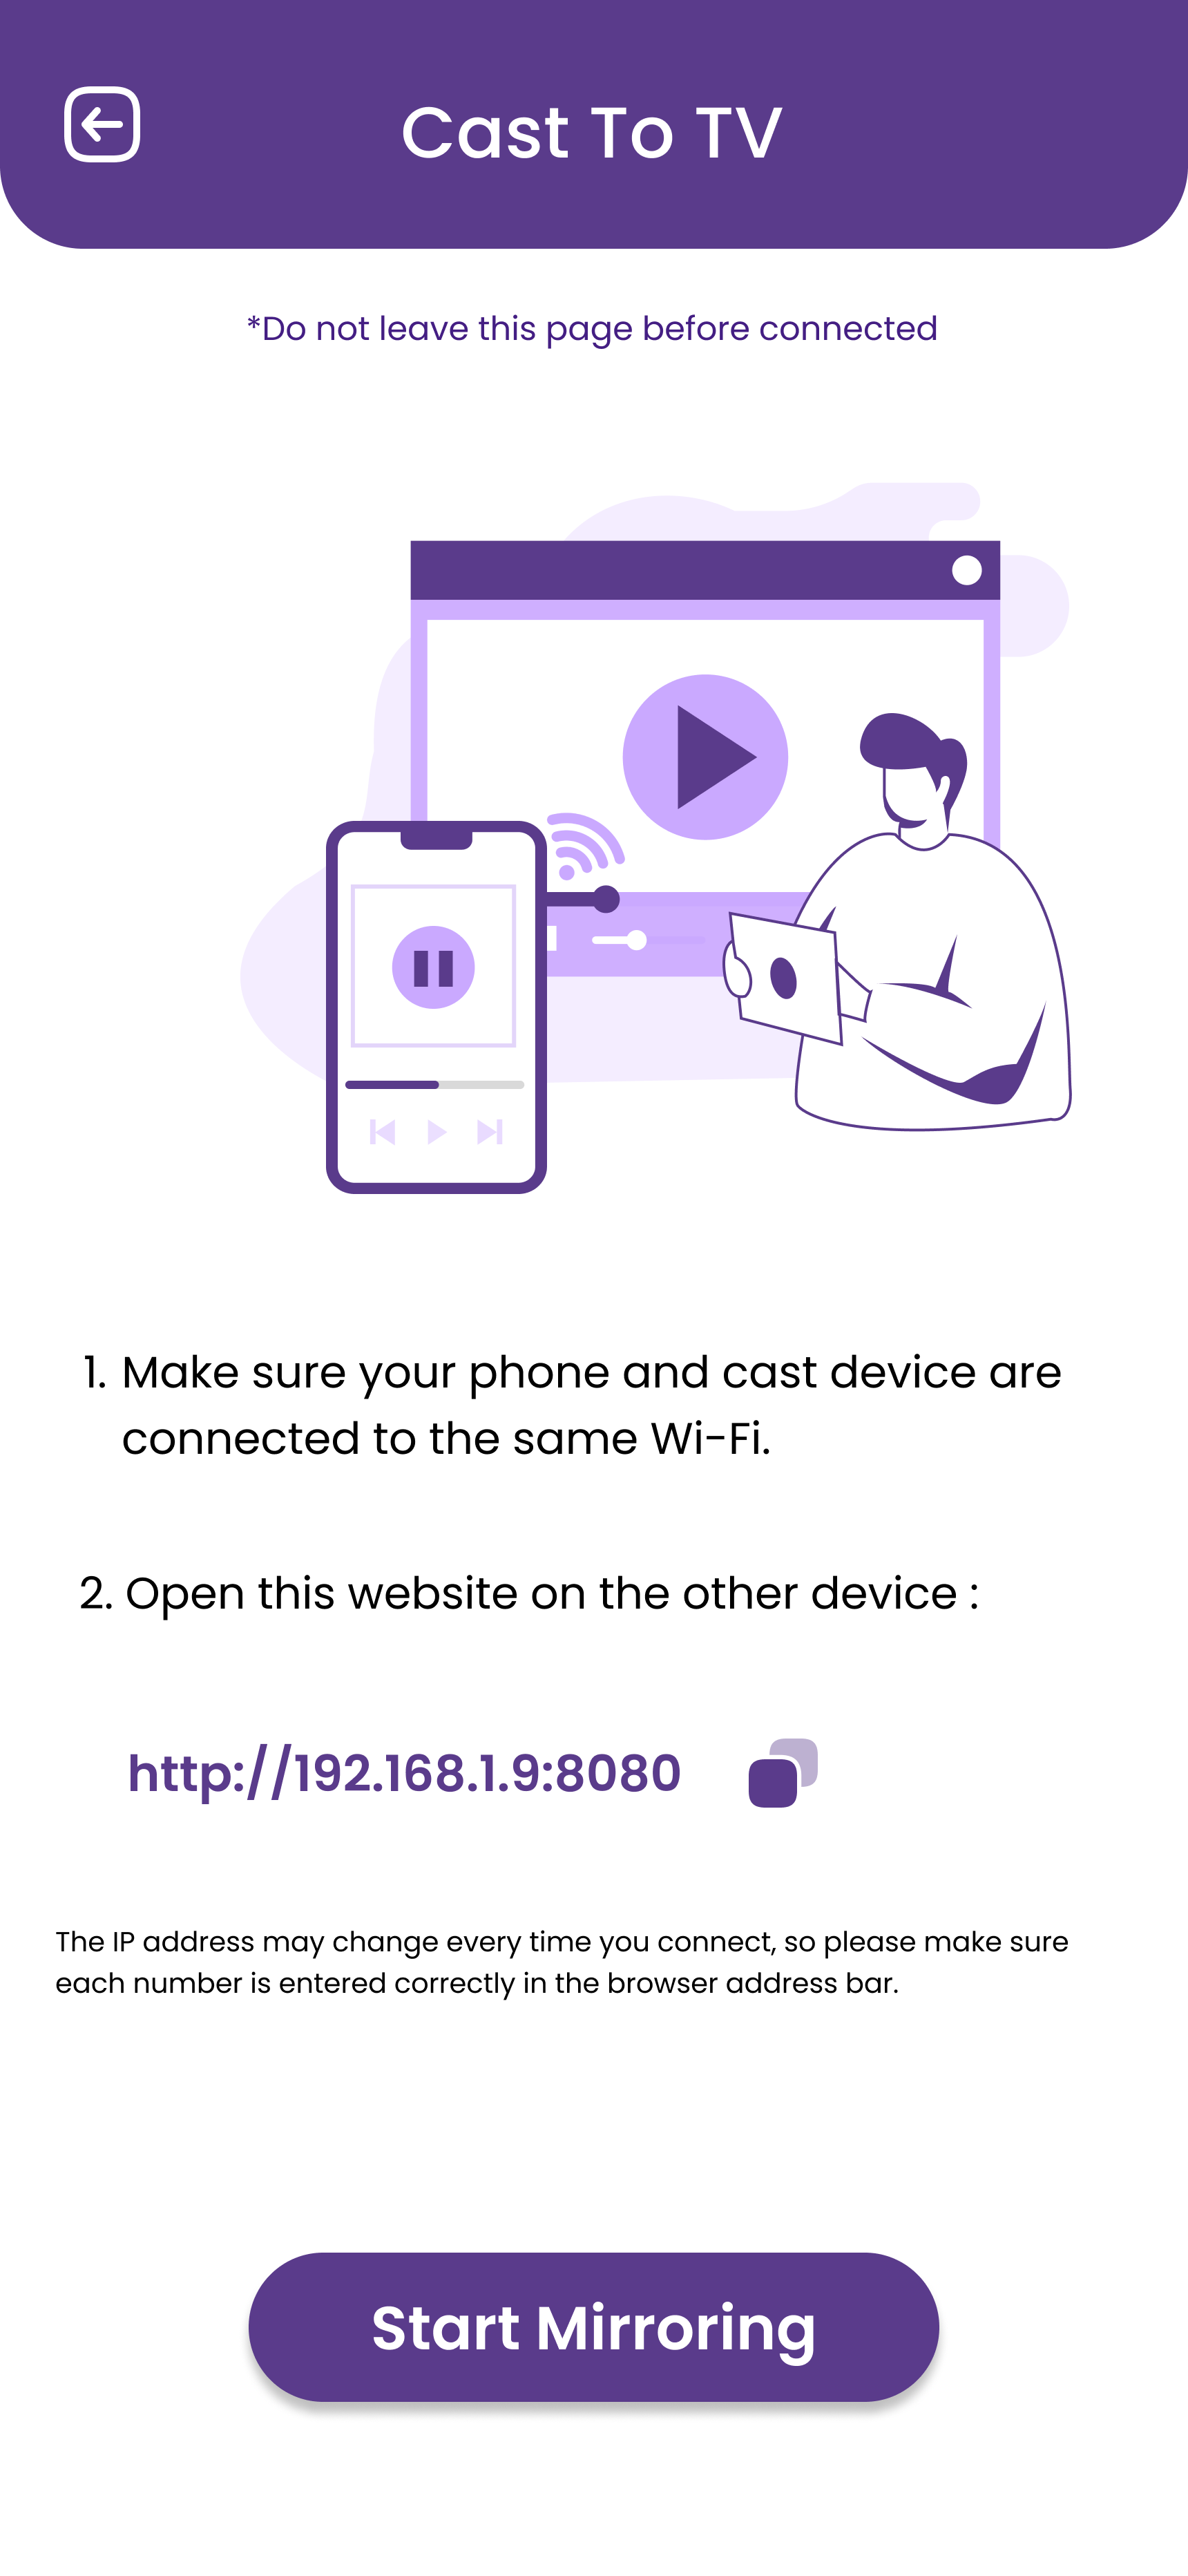 Cast To TV
*Do not leave this page before connected
1. Make sure your phone and cast device are
connected to the same Wi-Fi.
2. Open this website on the other device :
http://192.168.1.9:8080
The IP address may change every time you connect, so please make sure
each number is entered correctly in the browser address bar.
Start Mirroring